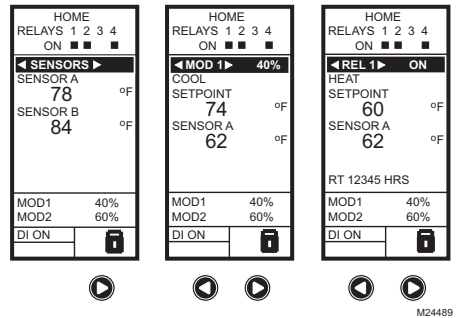 HOME
RELAYS 1 2 3 4
ON
SENSORS
SENSOR A
78 ºF
SENSOR B
84 ºF
MOD1 40%
MOD2 60%
DI ON
HOME
RELAYS 1 2 3 4
ON
MOD 1 40%
COOL
SETPOINT
74 ºF
SENSOR A
62 ºF
MOD1 40%
MOD2 60%
DI ON
HOME
RELAYS 1 2 3 4
ON
REL 1 ON
HEAT
SETPOINT
60 ºF
SENSOR A
62 ºF
RT 12345 HRS
MOD1 40%
MOD2 60%
DI ON
M24489